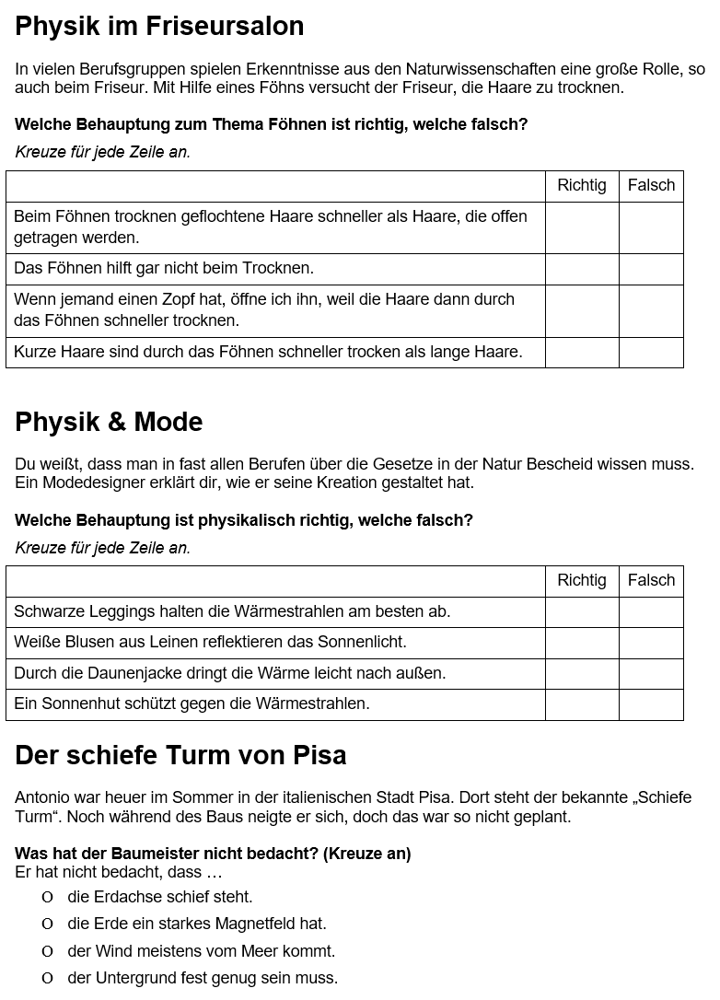 Physik im Friseursalon
In vielen Berufsgruppen spielen Erkenntnisse aus den Naturwissenschaften eine große Rolle, so
auch beim Friseur. Mit Hilfe eines Föhns versucht der Friseur, die Haare zu trocknen.
Welche Behauptung zum Thema Föhnen ist richtig, welche falsch?
Kreuze für jede Zeile an.
Richtig Falsch
Beim Föhnen trocknen geflochtene Haare schneller als Haare, die offen
getragen werden.
Das Föhnen hilft gar nicht beim Trocknen.
Wenn jemand einen Zopf hat, öffne ich ihn, weil die Haare dann durch
das Föhnen schneller trocknen.
Kurze Haare sind durch das Föhnen schneller trocken als lange Haare.
Physik & Mode
Du weißt, dass man in fast allen Berufen über die Gesetze in der Natur Bescheid wissen muss.
Ein Modedesigner erklärt dir, wie er seine Kreation gestaltet hat.
Welche Behauptung ist physikalisch richtig, welche falsch?
Kreuze für jede Zeile an.
Richtig Falsch
Schwarze Leggings halten die Wärmestrahlen am besten ab.
Weiße Blusen aus Leinen reflektieren das Sonnenlicht.
Durch die Daunenjacke dringt die Wärme leicht nach außen.
Ein Sonnenhut schützt gegen die Wärmestrahlen.
Der schiefe Turm von Pisa
Antonio war heuer im Sommer in der italienischen Stadt Pisa. Dort steht der bekannte „Schiefe
Turm“. Noch während des Baus neigte er sich, doch das war so nicht geplant.
Was hat der Baumeister nicht bedacht? (Kreuze an)
Er hat nicht bedacht, dass …
O die Erdachse schief steht.
O die Erde ein starkes Magnetfeld hat.
O der Wind meistens vom Meer kommt.
O der Untergrund fest genug sein muss.